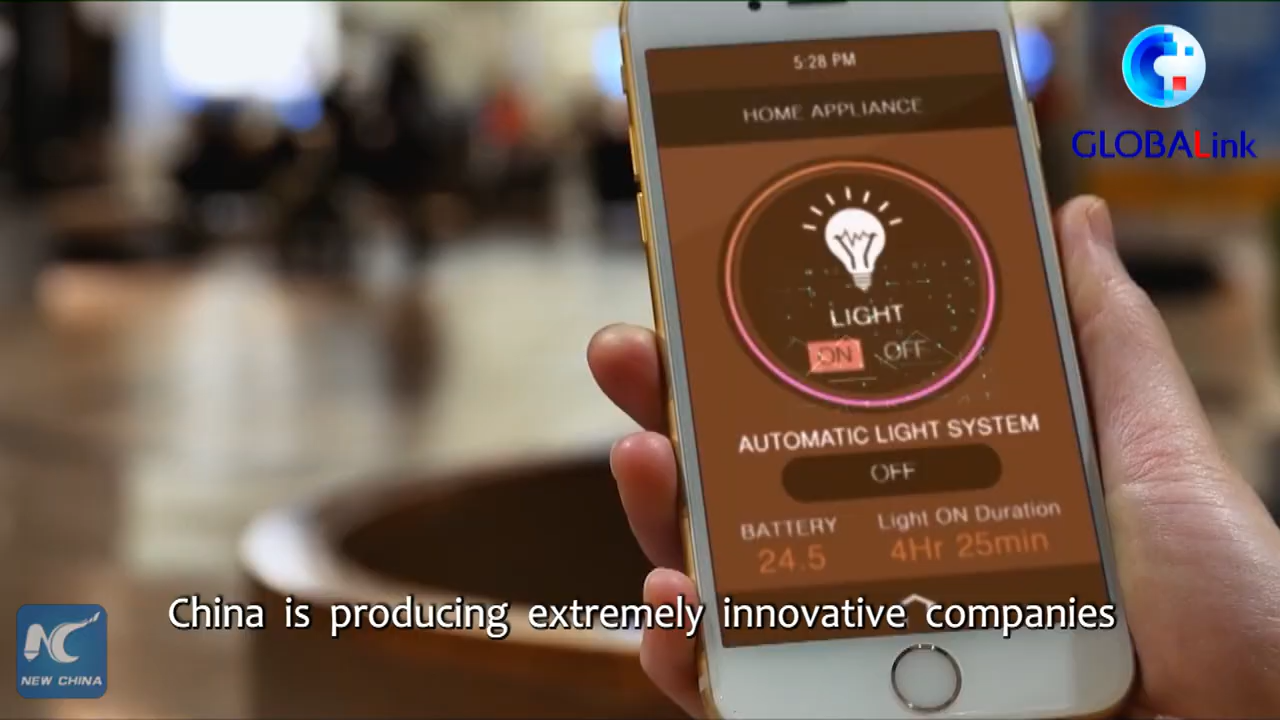 5:28 PM
HOME APPLIANCE
GLOBALink
LIGHT
ON OFF
AUTOMATIC LIGHT SYSTEM
OFF
BATTERY Light ON Duration
24.5 4Hr 25min
China is producing extremely innovative companies
NEW CHINA